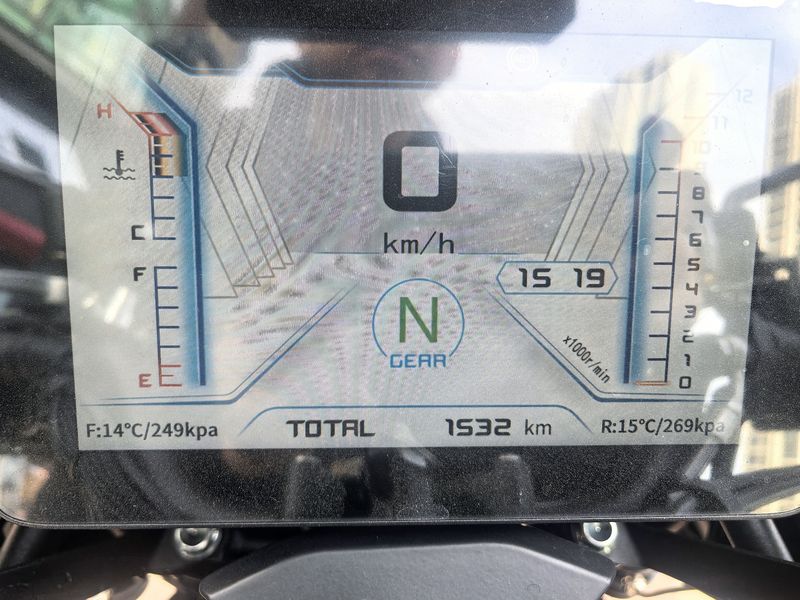 H
C
F
E
0
km/h
15 19
N
GEAR
12
11
10
9
8
7
6
5
4
3
2
1
0
x1000r/min
F:14°C/249kpa
TOTAL 1532 km
R:15°C/269kpa